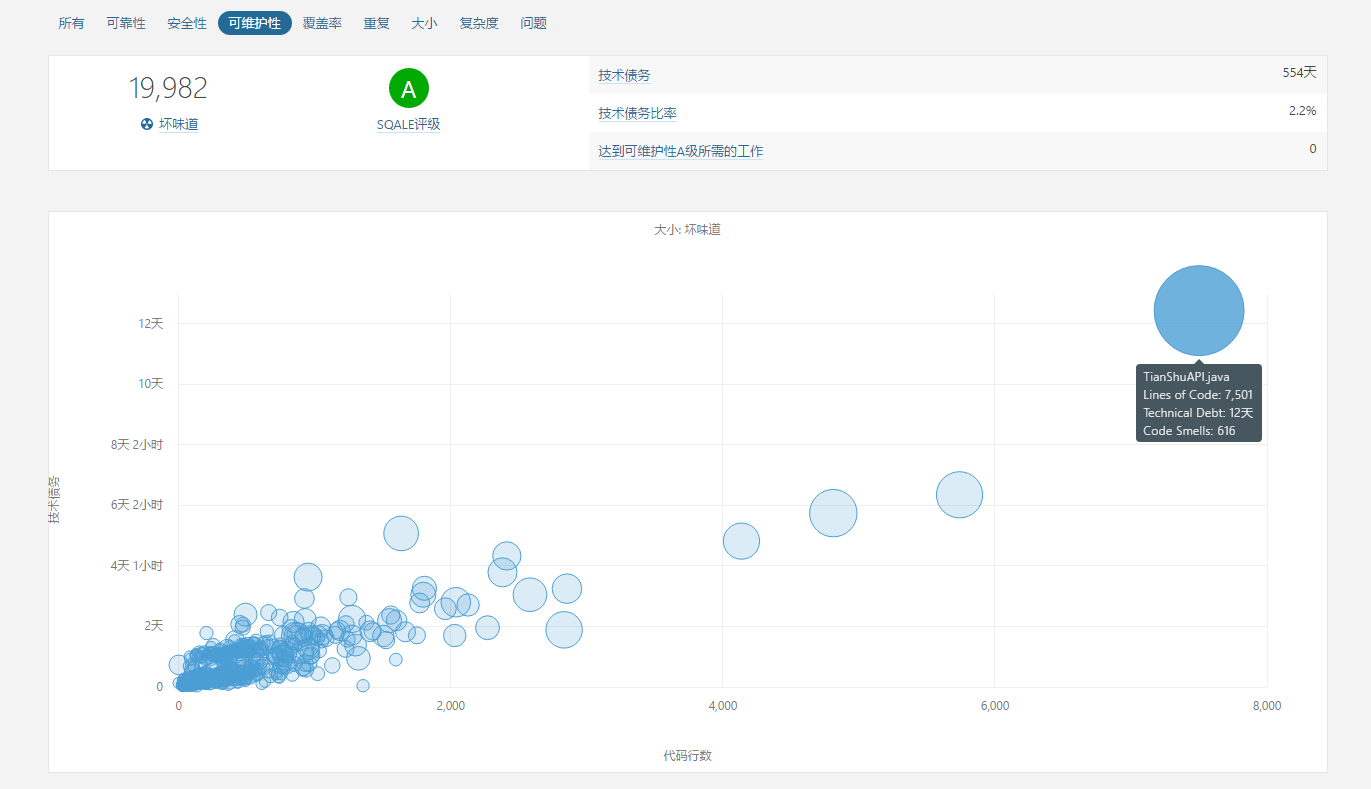 所有 可靠性 安全性 可维护性 覆盖率 重复 大小 复杂度 问题
19,982
坏味道
A
SQALE评级
技术债务 554天
技术债务比率 2.2%
达到可维护性A级所需的工作 0
大小: 坏味道
12天
10天
8天 2小时
6天 2小时
4天 1小时
2天
0
技术债务
TianShuAPI.java
Lines of Code: 7,501
Technical Debt: 12天
Code Smells: 616
0 2,000 4,000 6,000 8,000
代码行数